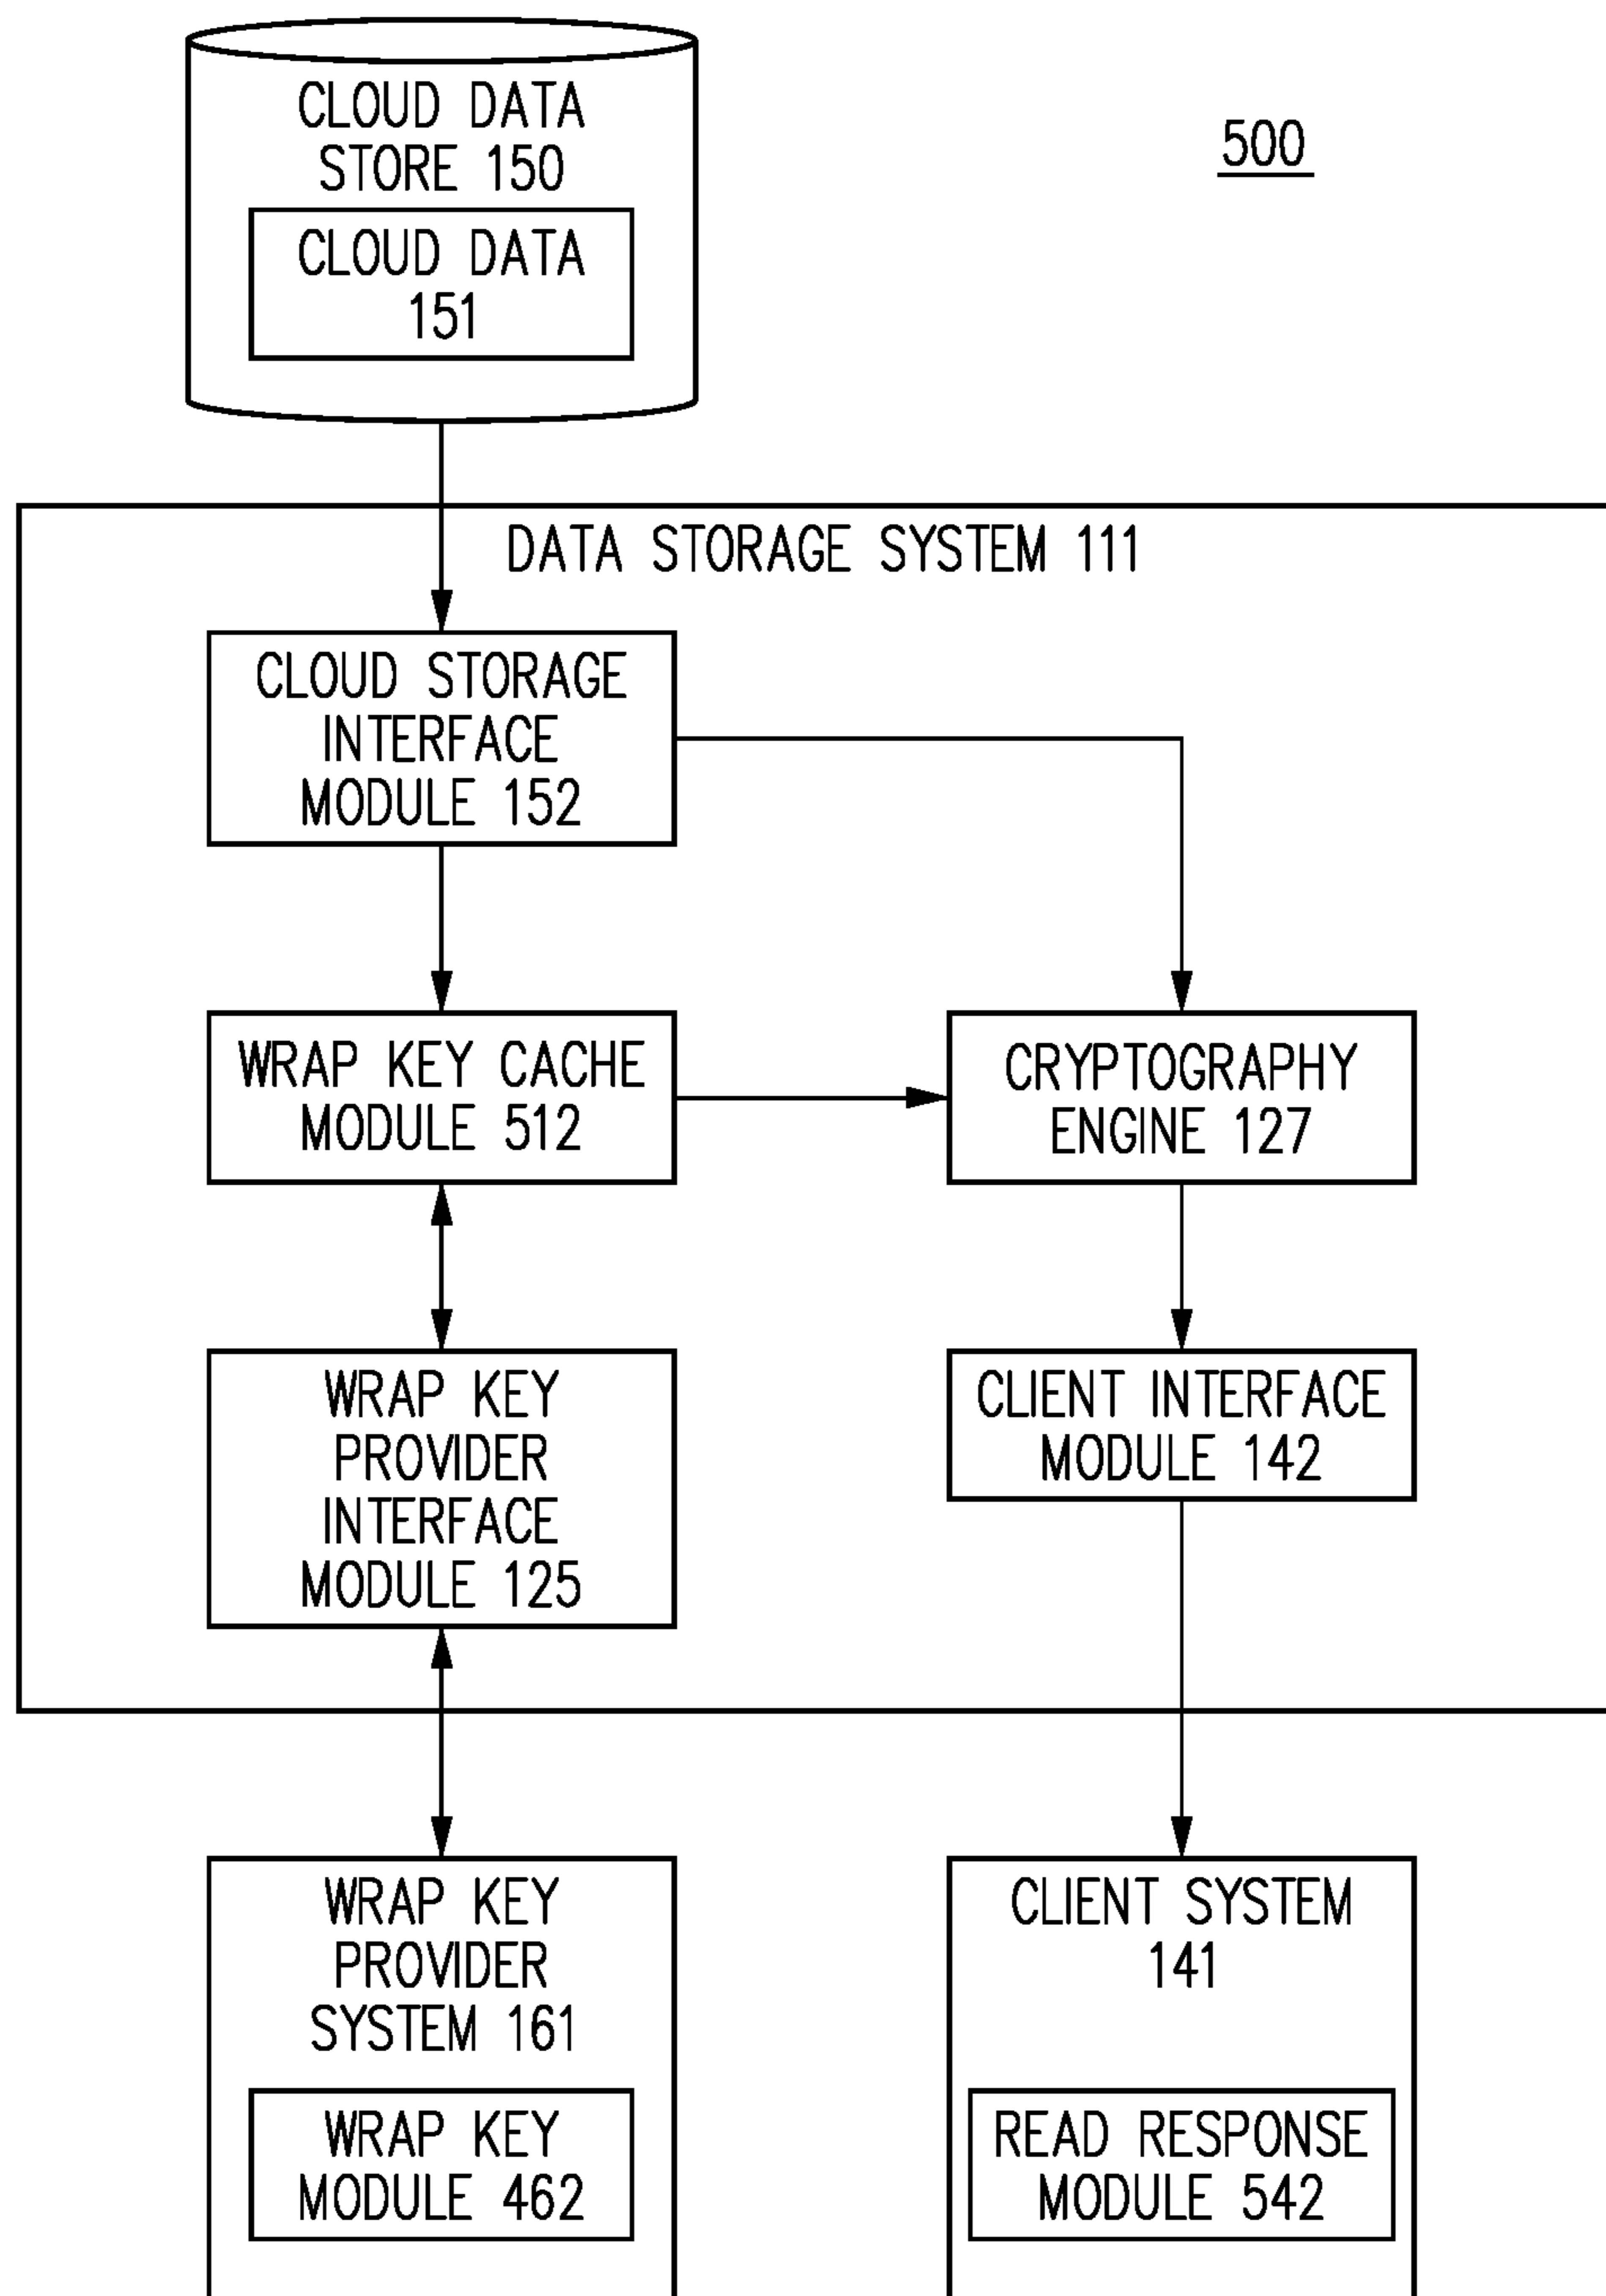 CLOUD DATA
STORE 150
CLOUD DATA
151
500
DATA STORAGE SYSTEM 111
CLOUD STORAGE
INTERFACE
MODULE 152
WRAP KEY CACHE
MODULE 512
CRYPTOGRAPHY
ENGINE 127
WRAP KEY
PROVIDER
INTERFACE
MODULE 125
CLIENT INTERFACE
MODULE 142
WRAP KEY
PROVIDER
SYSTEM 161
WRAP KEY
MODULE 462
CLIENT SYSTEM
141
READ RESPONSE
MODULE 542